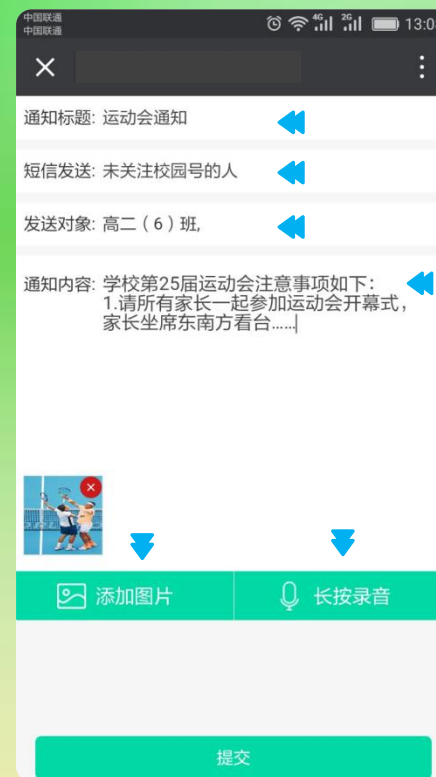 中国联通
中国联通
4G
2G
13:0
通知标题: 运动会通知
短信发送: 未关注校园号的人
发送对象: 高二（6）班,
通知内容: 学校第25届运动会注意事项如下：
1.请所有家长一起参加运动会开幕式，
家长坐席东南方看台......
添加图片
长按录音
提交